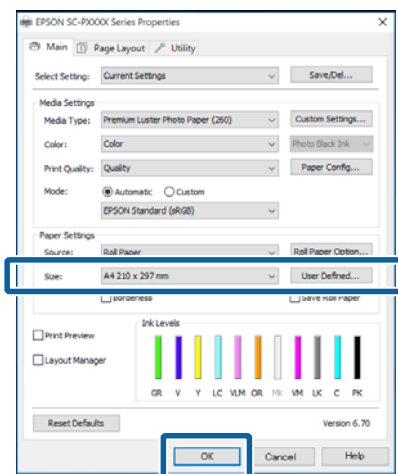 EPSON SC-PXXXX Series Properties
Main Page Layout Utility
Select Setting: Current Settings Save/Del...
Media Settings
Media Type: Premium Luster Photo Paper (260) Custom Settings...
Color: Color Photo Black Ink
Print Quality: Quality Paper Config...
Mode: Automatic Custom
EPSON Standard (sRGB)
Paper Settings
Source: Roll Paper Roll Paper Option...
Size: A4 210 x 297 mm User Defined...
Borderless Save Roll Paper
Ink Levels
Print Preview
Layout Manager
GR V Y LC VLM OR MK VM LK C PK
Reset Defaults Version 6.70
OK Cancel Help